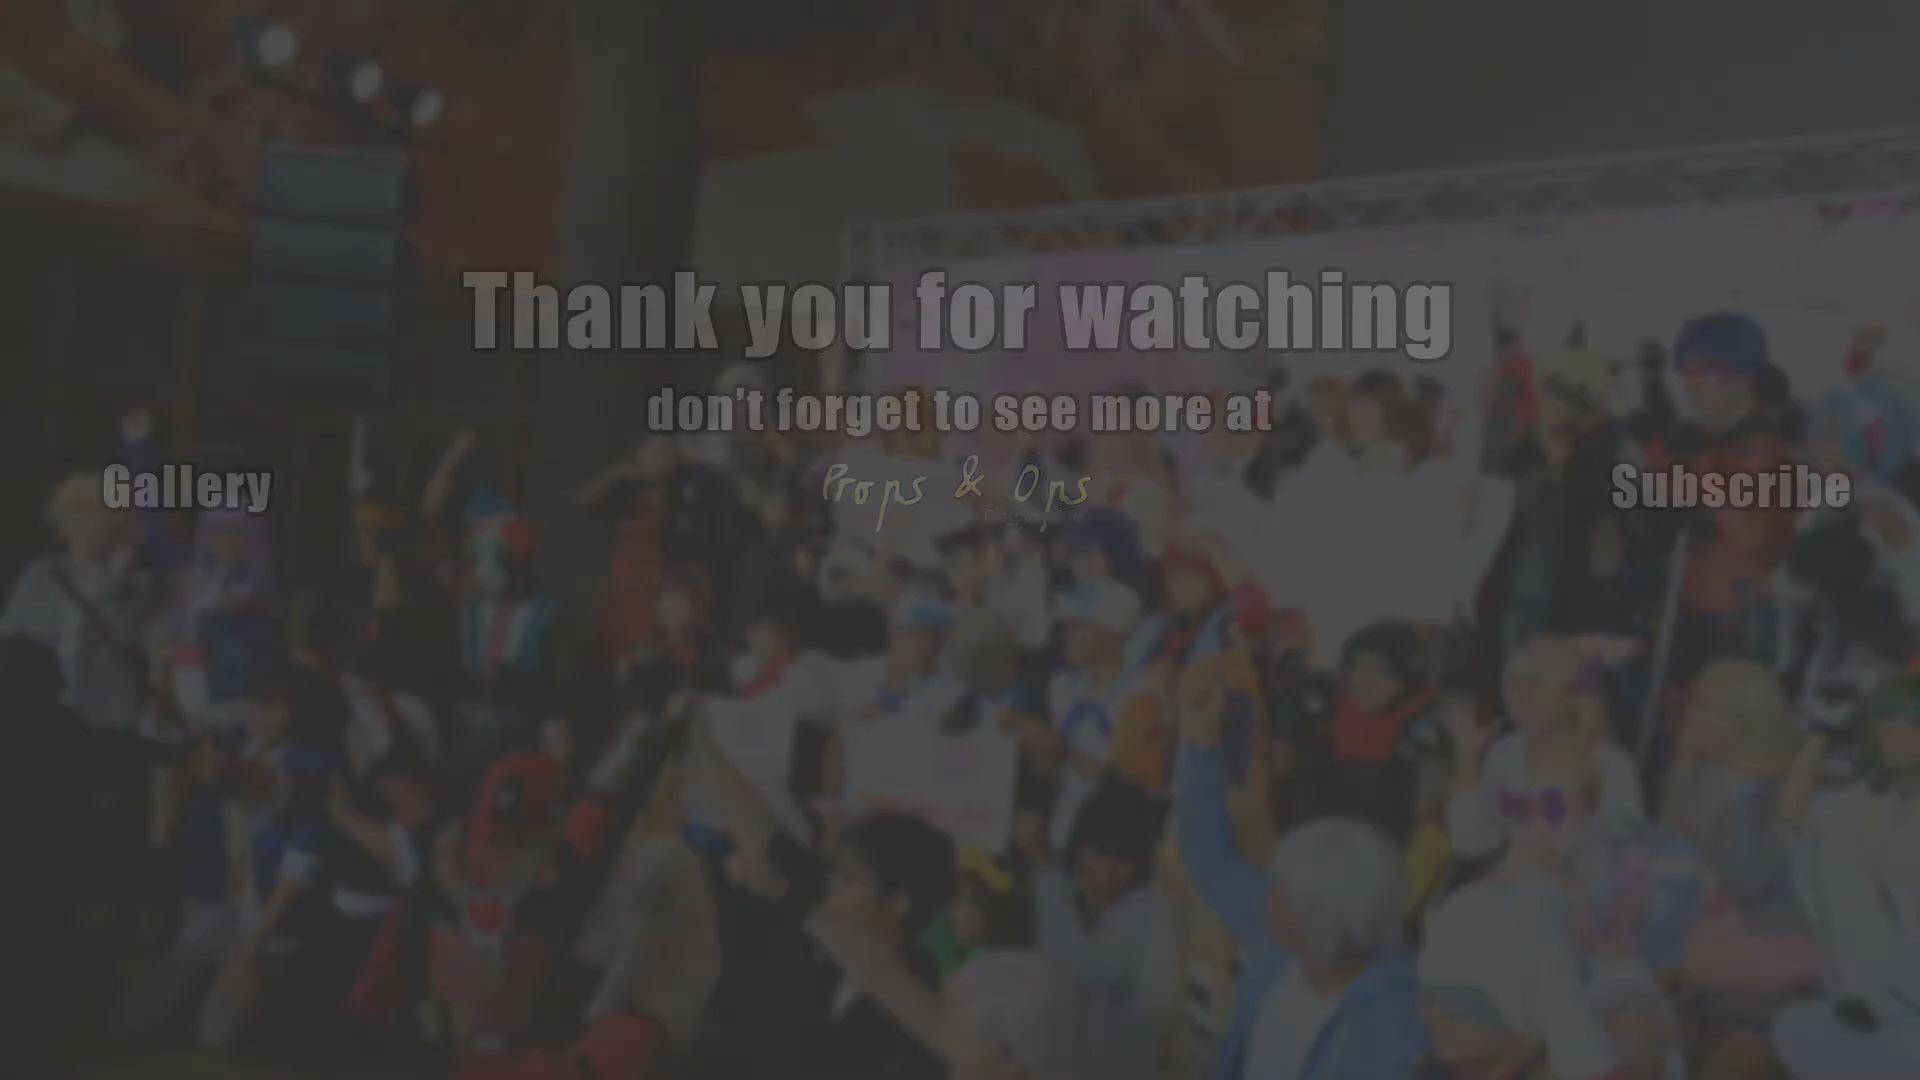 Thank you for watching
don't forget to see more at
Gallery
Props & Ops
Subscribe